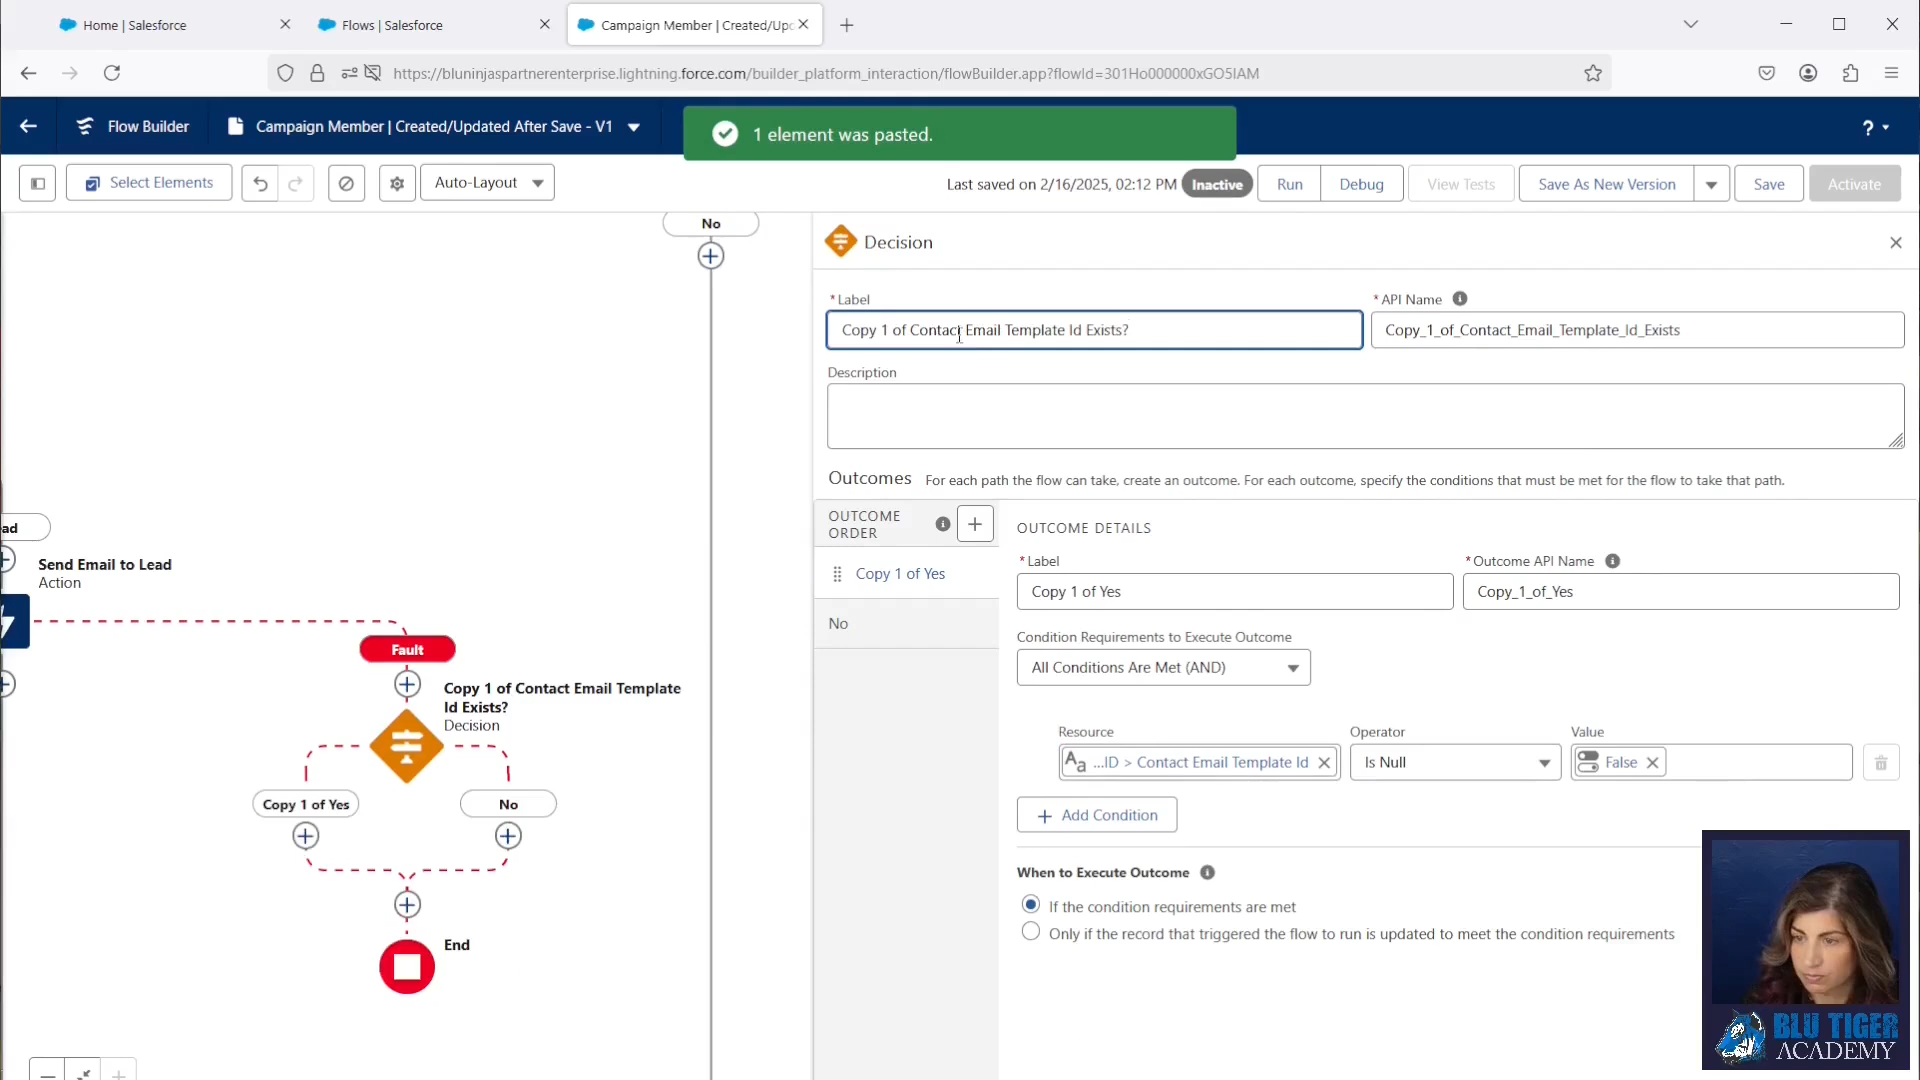 Home | Salesforce
Flows | Salesforce
Campaign Member | Created/Upd
https://bluninjaspartnerenterprise.lightning.force.com/builder_platform_interaction/flowBuilder.app?flowId=301Ho000000xGO5IAM
Flow Builder
Campaign Member | Created/Updated After Save - V1
1 element was pasted.
?
Select Elements
Auto-Layout
Last saved on 2/16/2025, 02:12 PM
Inactive
Run
Debug
View Tests
Save As New Version
Save
Activate
No
Decision
* Label
* API Name
Copy 1 of Contact Email Template Id Exists?
Copy_1_of_Contact_Email_Template_Id_Exists
Description
Outcomes
For each path the flow can take, create an outcome. For each outcome, specify the conditions that must be met for the flow to take that path.
OUTCOME
ORDER
Copy 1 of Yes
No
OUTCOME DETAILS
* Label
* Outcome API Name
Copy 1 of Yes
Copy_1_of_Yes
Condition Requirements to Execute Outcome
All Conditions Are Met (AND)
Resource
Operator
Value
Aa ...ID > Contact Email Template Id
Is Null
False
Add Condition
When to Execute Outcome
If the condition requirements are met
Only if the record that triggered the flow to run is updated to meet the condition requirements
ead
Send Email to Lead
Action
Fault
Copy 1 of Contact Email Template
Id Exists?
Decision
Copy 1 of Yes
No
End
BLU TIGER
ACADEMY